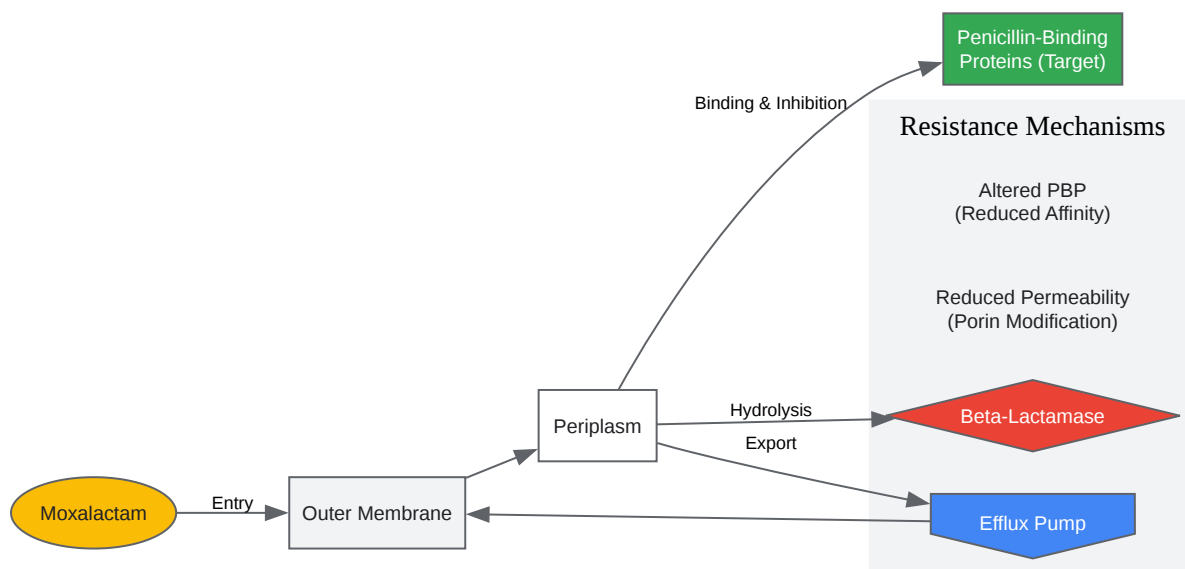 Penicillin-Binding
Proteins (Target)
Binding & Inhibition
Resistance Mechanisms
Altered PBP
(Reduced Affinity)
Reduced Permeability
(Porin Modification)
Periplasm
Hydrolysis
Beta-Lactamase
Export
Moxalactam
Entry
Outer Membrane
Efflux Pump